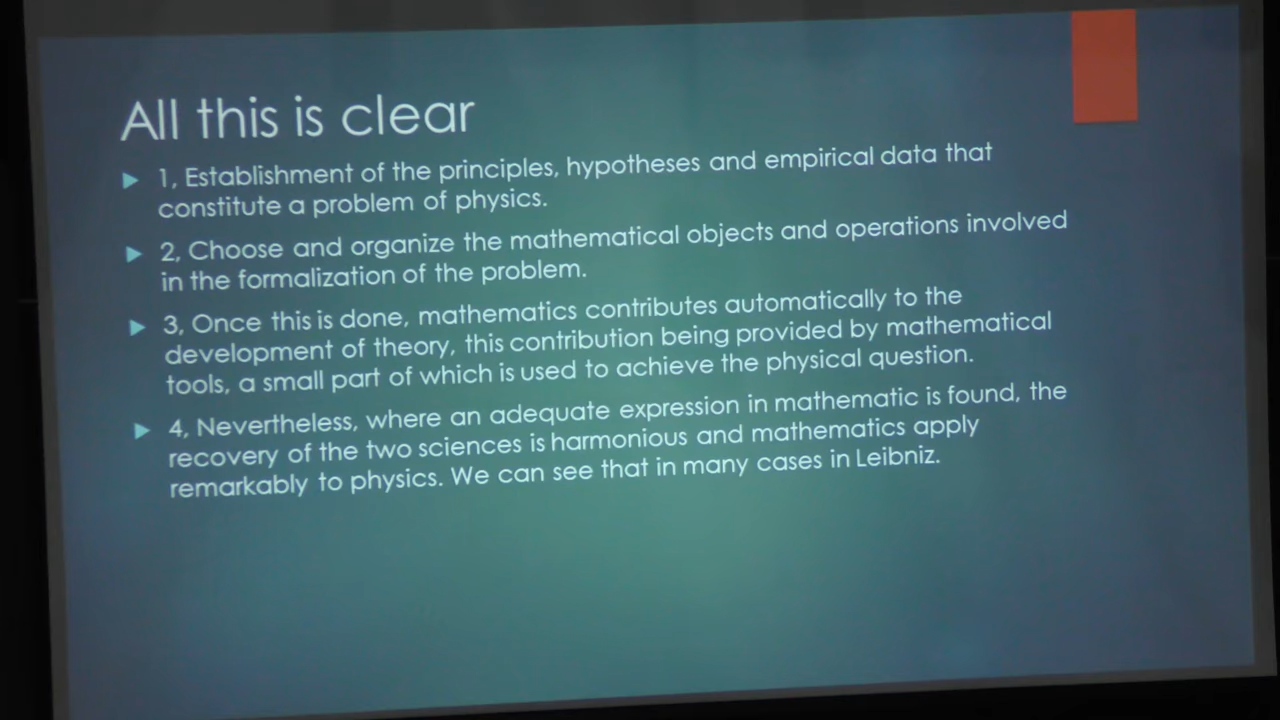 All this is clear
1, Establishment of the principles, hypotheses and empirical data that
constitute a problem of physics.
2, Choose and organize the mathematical objects and operations involved
in the formalization of the problem.
3, Once this is done, mathematics contributes automatically to the
development of theory, this contribution being provided by mathematical
tools, a small part of which is used to achieve the physical question.
4, Nevertheless, where an adequate expression in mathematic is found, the
recovery of the two sciences is harmonious and mathematics apply
remarkably to physics. We can see that in many cases in Leibniz.